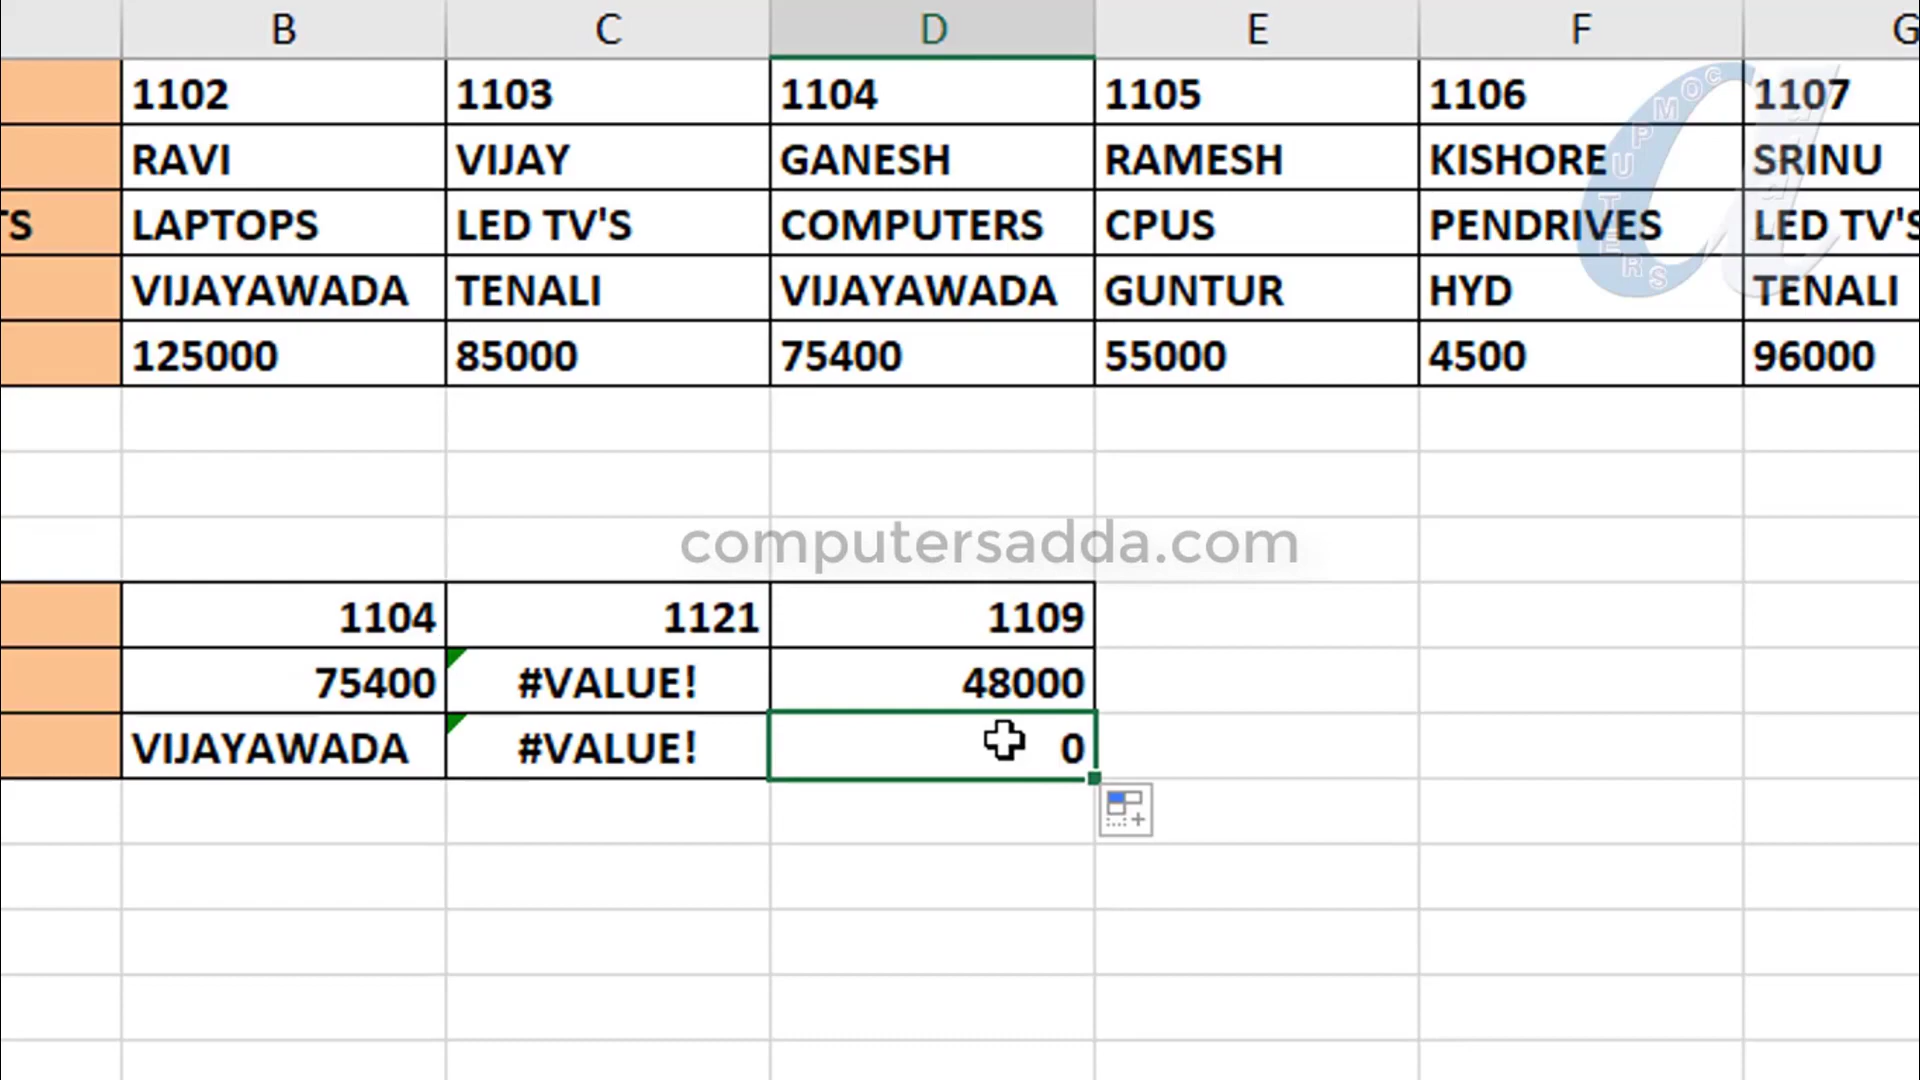 B C D E F G
1102 1103 1104 1105 1106 1107
RAVI VIJAY GANESH RAMESH KISHORE SRINU
TS LAPTOPS LED TV'S COMPUTERS CPUS PENDRIVES LED TV'S
VIJAYAWADA TENALI VIJAYAWADA GUNTUR HYD TENALI
125000 85000 75400 55000 4500 96000
COMPUTERS
computersadda.com
1104 1121 1109
75400 #VALUE! 48000
VIJAYAWADA #VALUE! 0